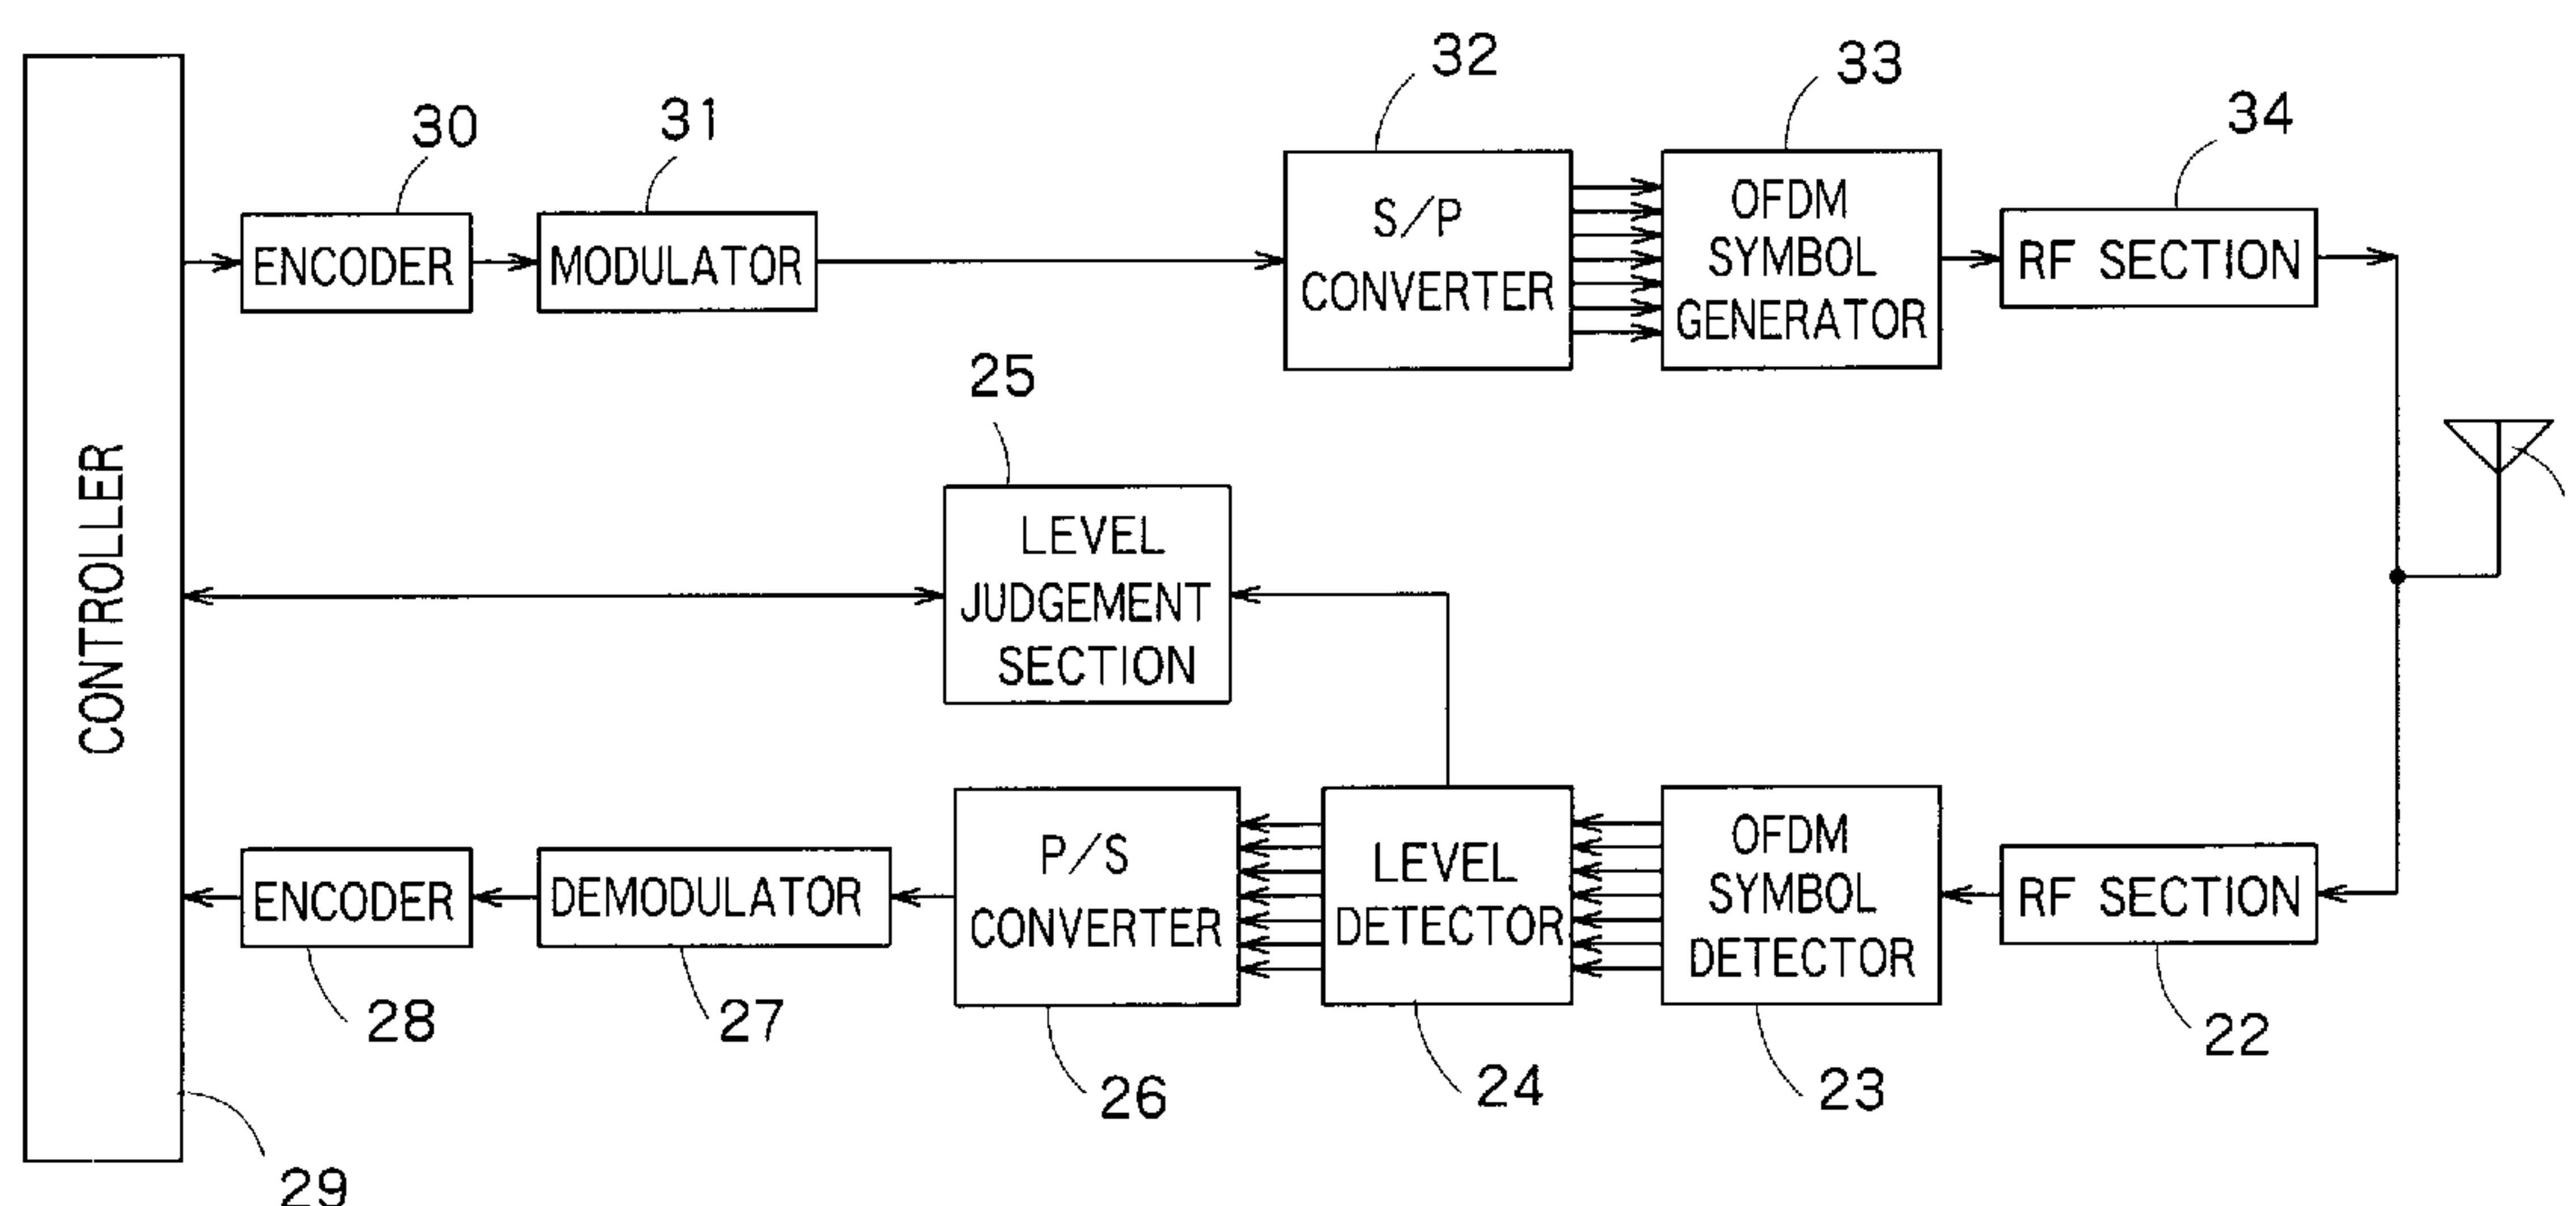 32
33
34
30
31
ENCODER
MODULATOR
S/P
CONVERTER
OFDM
SYMBOL
GENERATOR
RF SECTION
25
LEVEL
JUDGEMENT
SECTION
CONTROLLER
ENCODER
DEMODULATOR
P/S
CONVERTER
LEVEL
DETECTOR
OFDM
SYMBOL
DETECTOR
RF SECTION
28
27
26
24
23
22
29